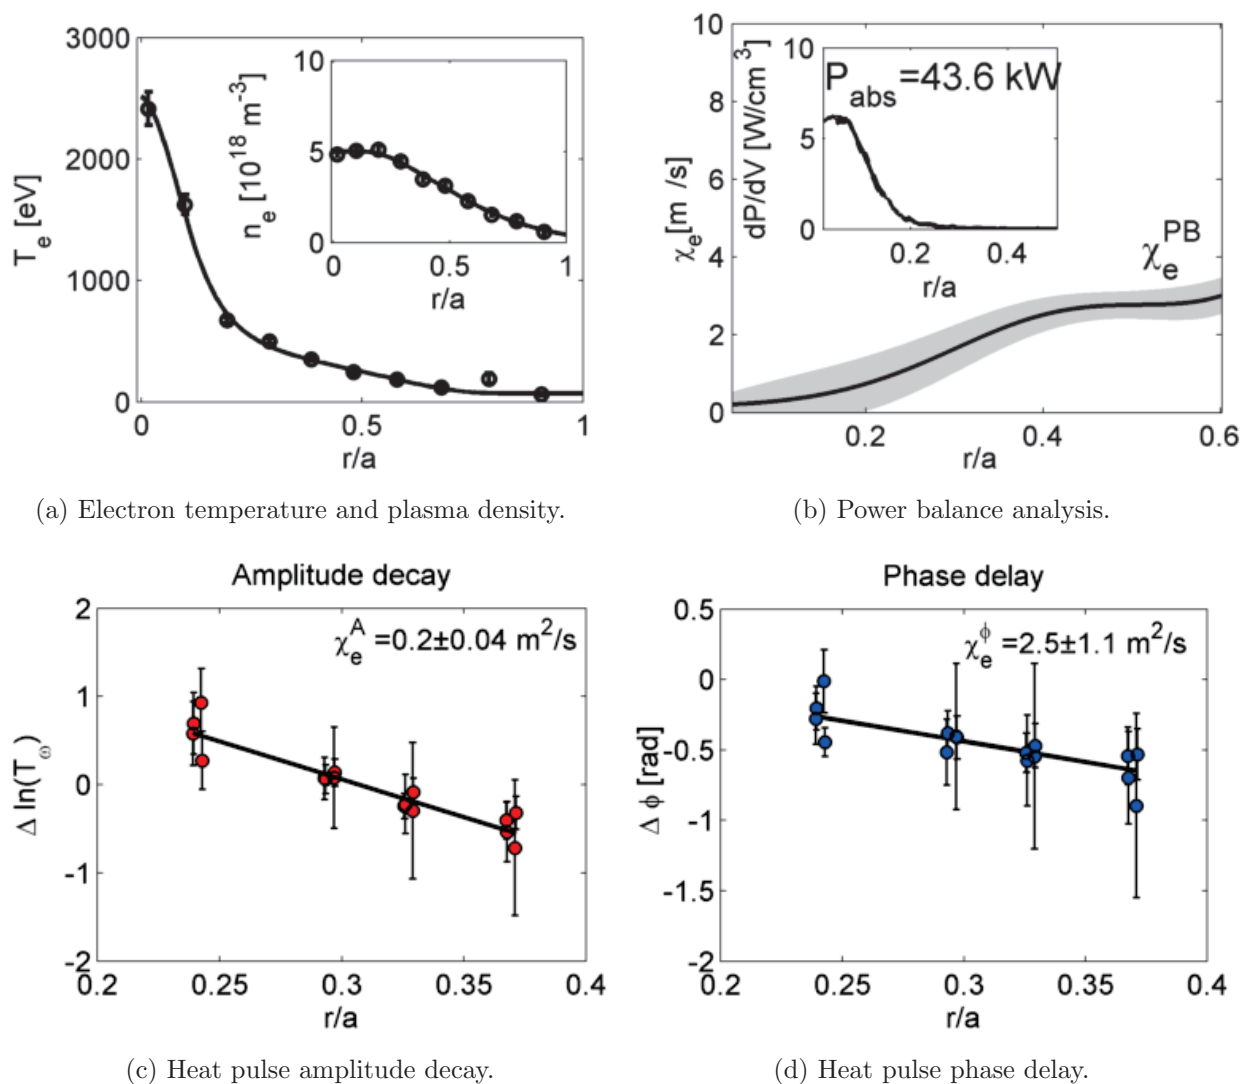 3000
2000
1000
0
T_e [eV]
0
0.5
1
r/a
10
5
0
n_e [10^18 m^-3]
0
0.5
1
r/a
(a) Electron temperature and plasma density.
10
8
6
4
2
0
χ_e[m /s]
0.2
0.4
0.6
r/a
χ_e^PB
10
5
0
dP/dV [W/cm^3]
P_abs =43.6 kW
0.2
0.4
r/a
(b) Power balance analysis.
Amplitude decay
χ_e^A =0.2±0.04 m^2/s
2
1
0
-1
-2
Δ ln(T_ω)
0.2
0.25
0.3
0.35
0.4
r/a
(c) Heat pulse amplitude decay.
Phase delay
χ_e^ϕ =2.5±1.1 m^2/s
0.5
0
-0.5
-1
-1.5
-2
Δ ϕ [rad]
0.2
0.25
0.3
0.35
0.4
r/a
(d) Heat pulse phase delay.